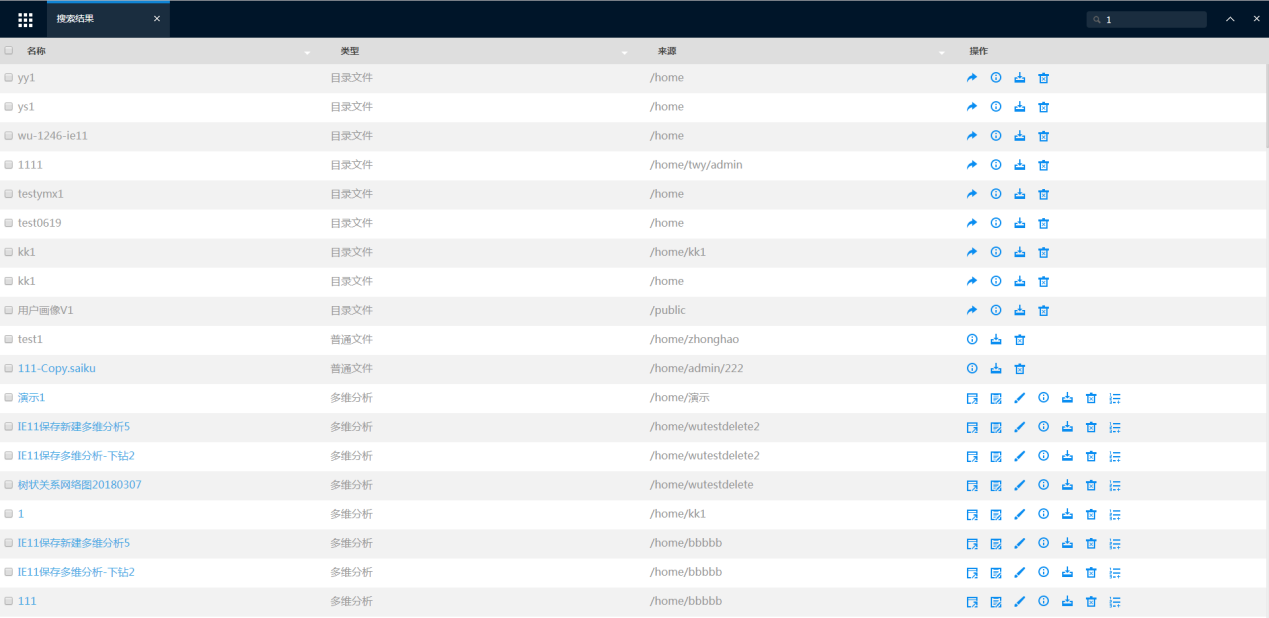 搜索结果 × 1
名称 类型 来源 操作
yy1 目录文件 /home
ys1 目录文件 /home
wu-1246-ie11 目录文件 /home
1111 目录文件 /home/twy/admin
testymx1 目录文件 /home
test0619 目录文件 /home
kk1 目录文件 /home/kk1
kk1 目录文件 /home
用户画像V1 目录文件 /public
test1 普通文件 /home/zhonghao
111-Copy.saiku 普通文件 /home/admin/222
演示1 多维分析 /home/演示
IE11保存新建多维分析5 多维分析 /home/wutestdelete2
IE11保存多维分析-下钻2 多维分析 /home/wutestdelete2
树状关系网络图20180307 多维分析 /home/wutestdelete
1 多维分析 /home/kk1
IE11保存新建多维分析5 多维分析 /home/bbbbb
IE11保存多维分析-下钻2 多维分析 /home/bbbbb
111 多维分析 /home/bbbbb